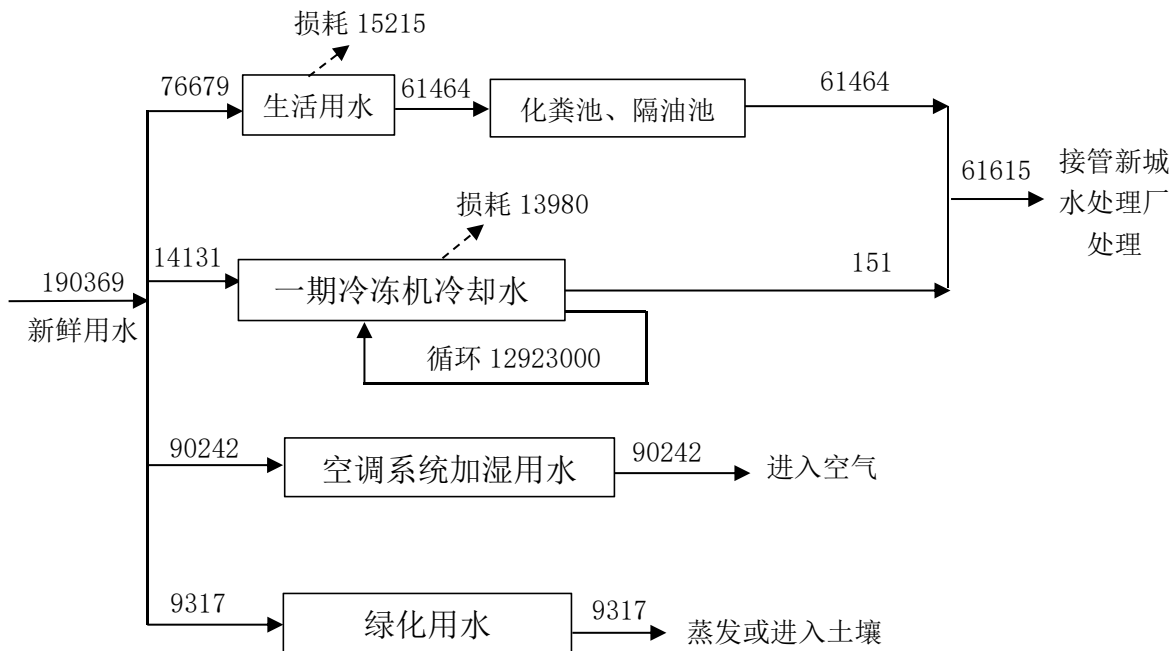 损耗 15215
76679
生活用水
61464
化粪池、隔油池
61464
61615
接管新城
水处理厂
处理
损耗 13980
190369
新鲜用水
14131
一期冷冻机冷却水
151
循环 12923000
90242
空调系统加湿用水
90242
进入空气
9317
绿化用水
9317
蒸发或进入土壤